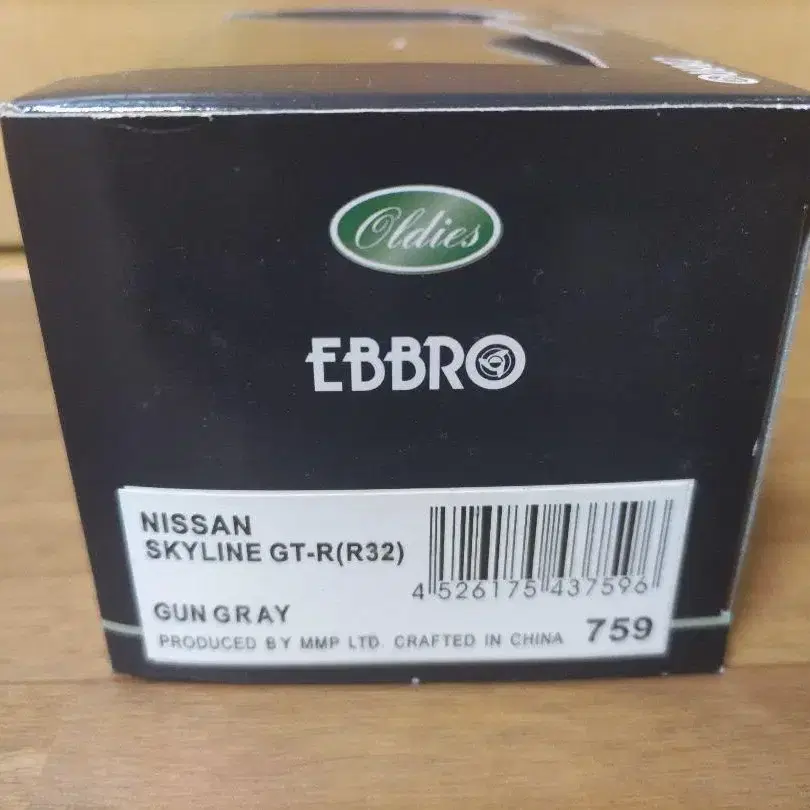 EBBRO
Oldies
EBBRO
NISSAN
SKYLINE GT-R(R32)
4 526175 437596
GUN GRAY
PRODUCED BY MMP LTD. CRAFTED IN CHINA 759